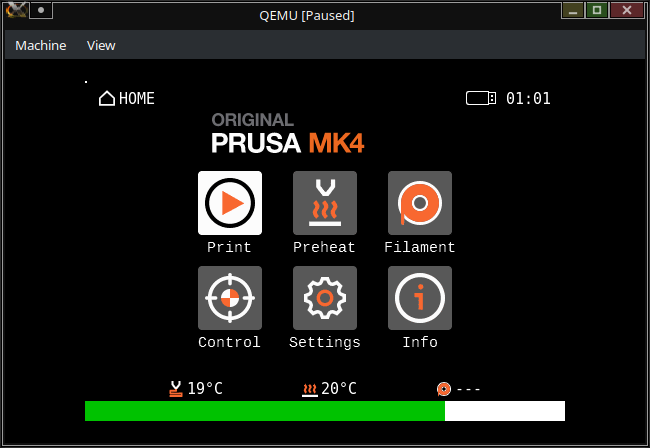 QEMU [Paused]
Machine View
HOME 01:01
ORIGINAL
PRUSA MK4
Print Preheat Filament
Control Settings Info
19°C 20°C ---